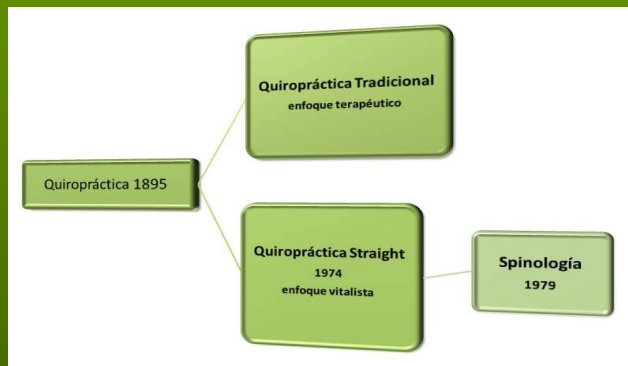 Quiropráctica 1895
Quiropráctica Tradicional
enfoque terapéutico
Quiropráctica Straight
1974
enfoque vitalista
Spinología
1979